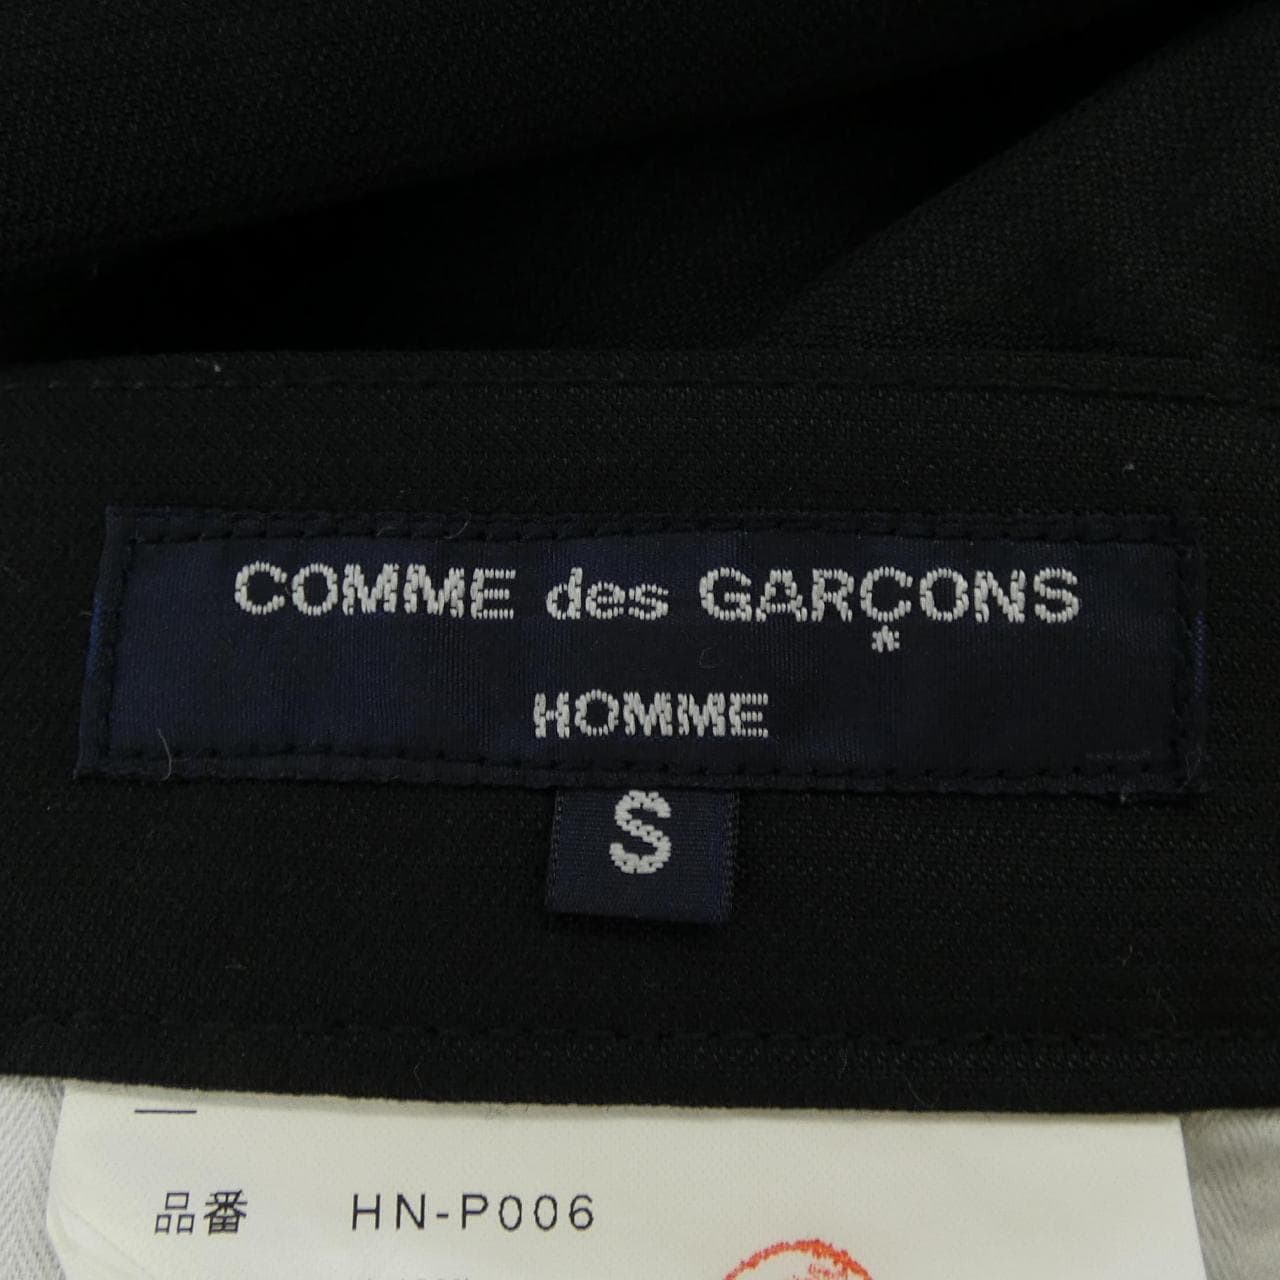 COMME des GARÇONS
HOMME
S
品番 HN-P006